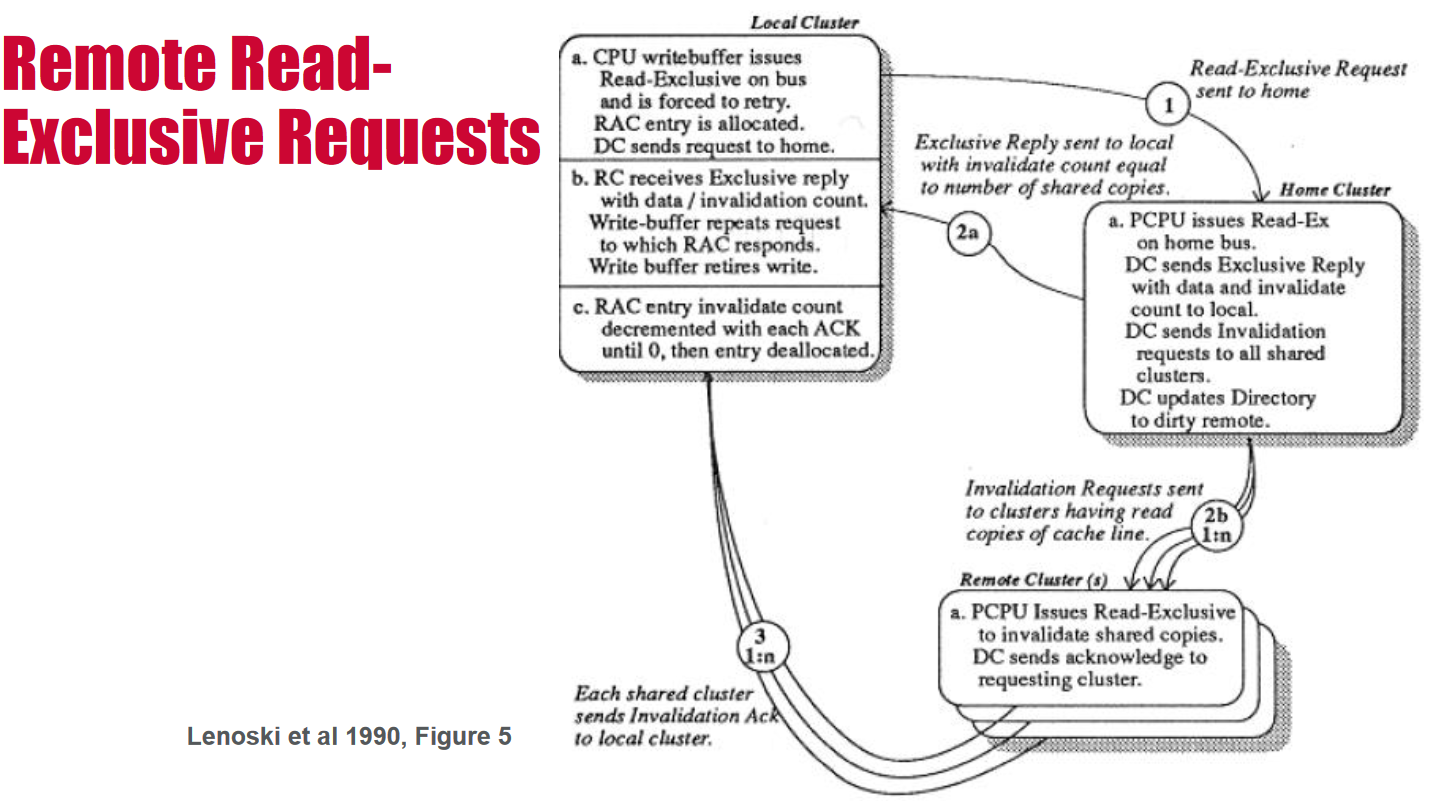 Remote Read-
Exclusive Requests
Local Cluster
a. CPU writebuffer issues
Read-Exclusive on bus
and is forced to retry.
RAC entry is allocated.
DC sends request to home.
b. RC receives Exclusive reply
with data / invalidation count.
Write-buffer repeats request
to which RAC responds.
Write buffer retires write.
c. RAC entry invalidate count
decremented with each ACK
until 0, then entry deallocated.
1
Read-Exclusive Request
sent to home
Exclusive Reply sent to local
with invalidate count equal
to number of shared copies.
2a
Home Cluster
a. PCPU issues Read-Ex
on home bus.
DC sends Exclusive Reply
with data and invalidate
count to local.
DC sends Invalidation
requests to all shared
clusters.
DC updates Directory
to dirty remote.
Invalidation Requests sent
to clusters having read
copies of cache line.
2b
1:n
Remote Cluster (s)
a. PCPU Issues Read-Exclusive
to invalidate shared copies.
DC sends acknowledge to
requesting cluster.
3
1:n
Each shared cluster
sends Invalidation Ack
to local cluster.
Lenoski et al 1990, Figure 5